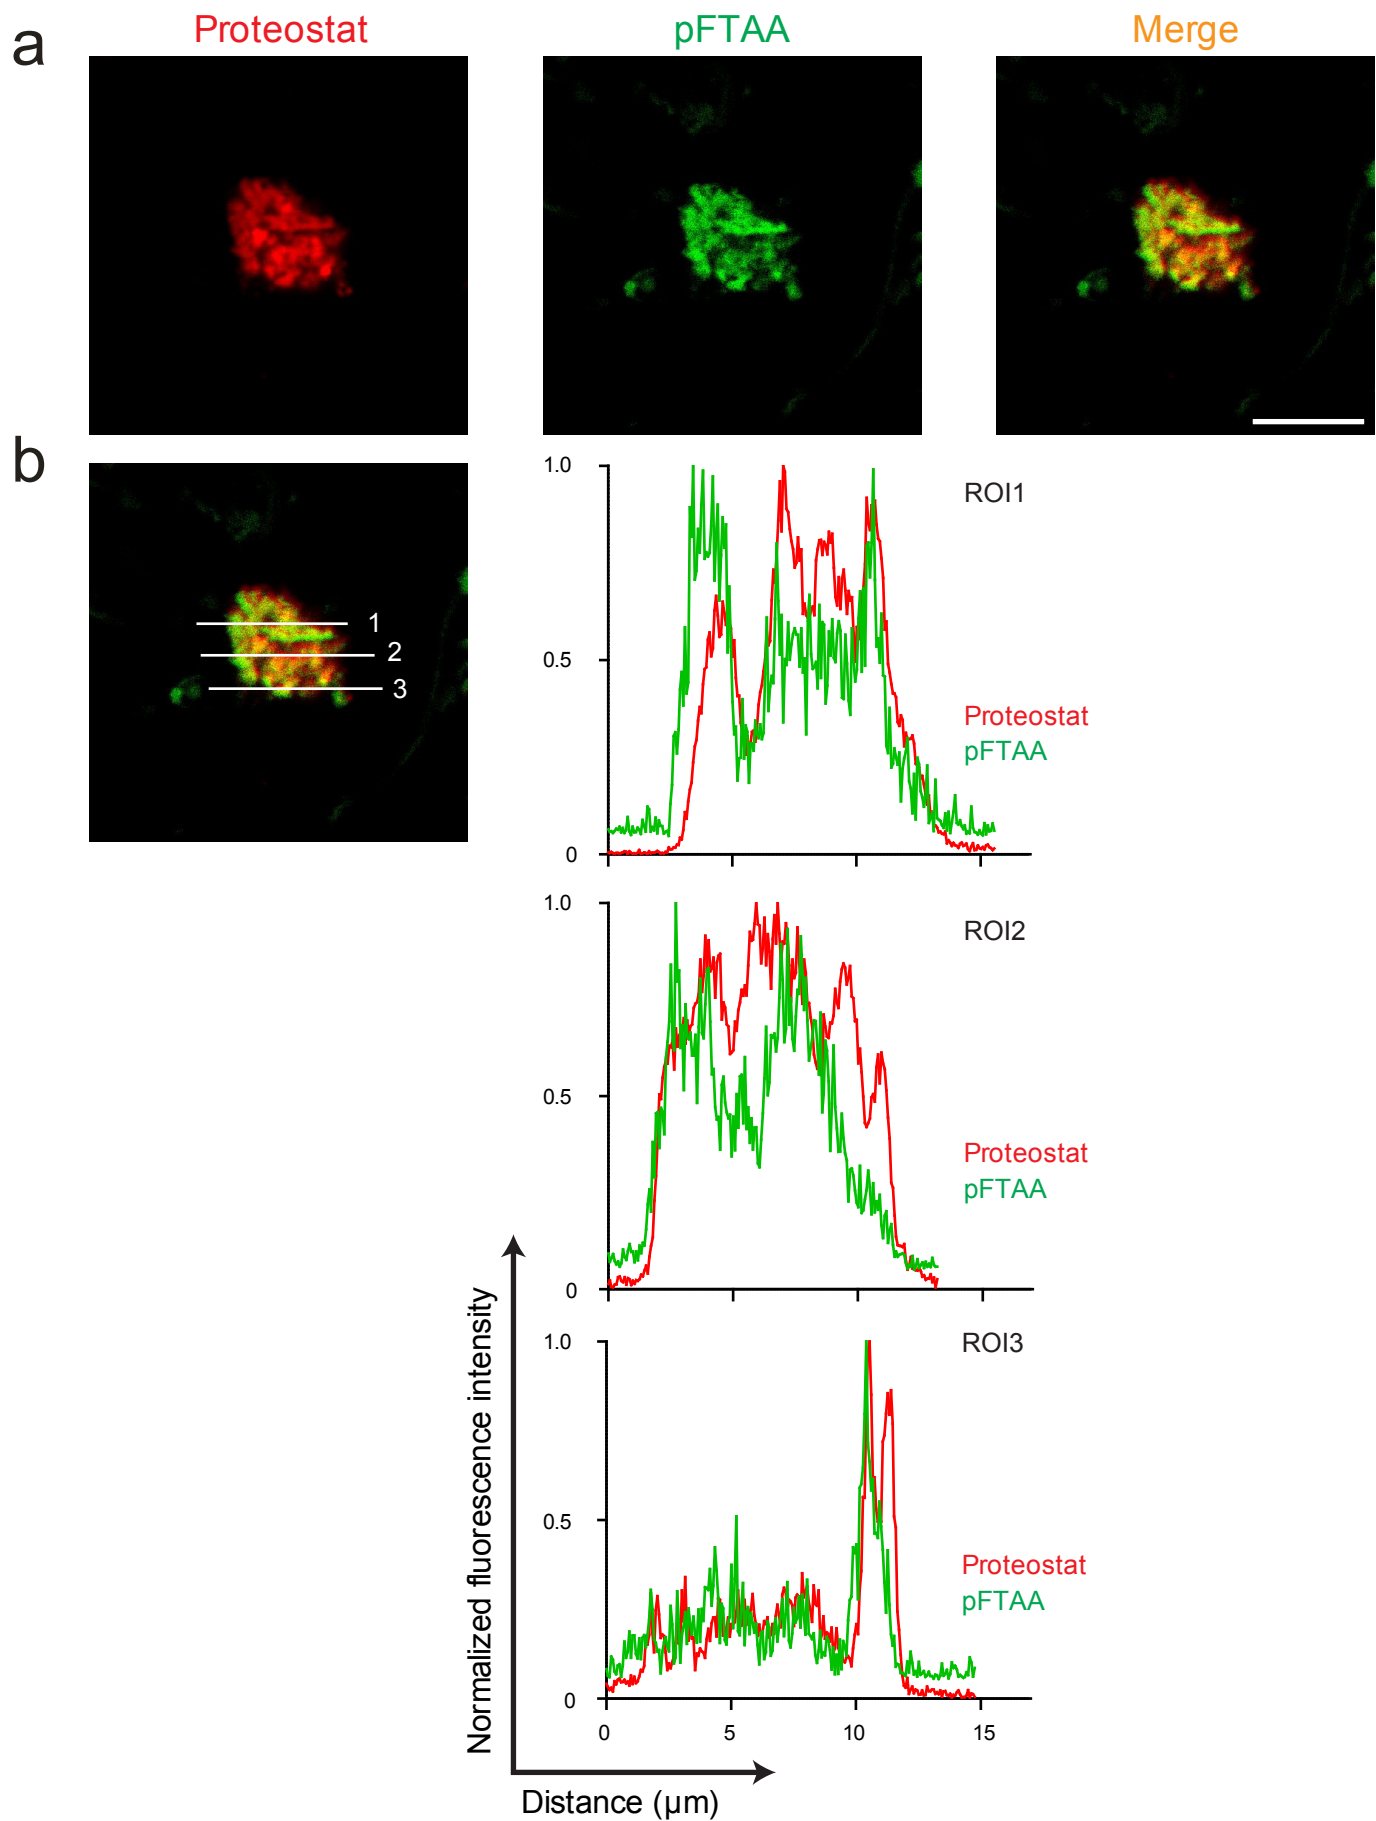 a
Proteostat
pFTAA
Merge
b
1
2
3
1.0
0.5
0
ROI1
Proteostat
pFTAA
1.0
0.5
0
ROI2
Proteostat
pFTAA
1.0
0.5
0
ROI3
Proteostat
pFTAA
0 5 10 15
Normalized fluorescence intensity
Distance (µm)